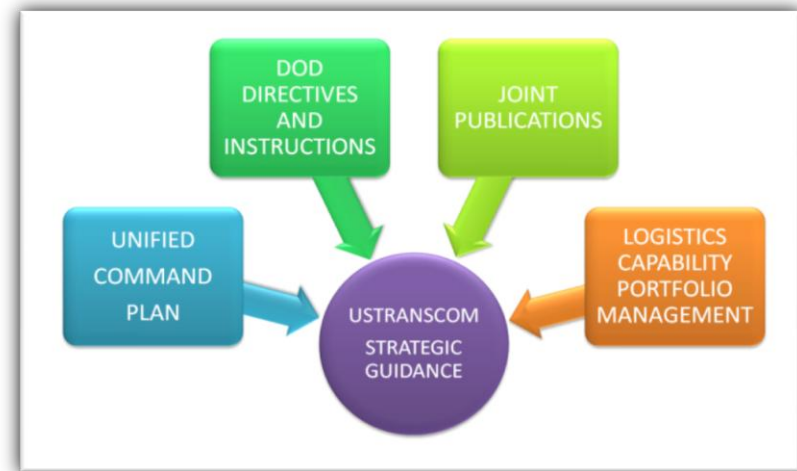 DOD
DIRECTIVES
AND
INSTRUCTIONS
JOINT
PUBLICATIONS
UNIFIED
COMMAND
PLAN
LOGISTICS
CAPABILITY
PORTFOLIO
MANAGEMENT
USTRANSCOM
STRATEGIC
GUIDANCE